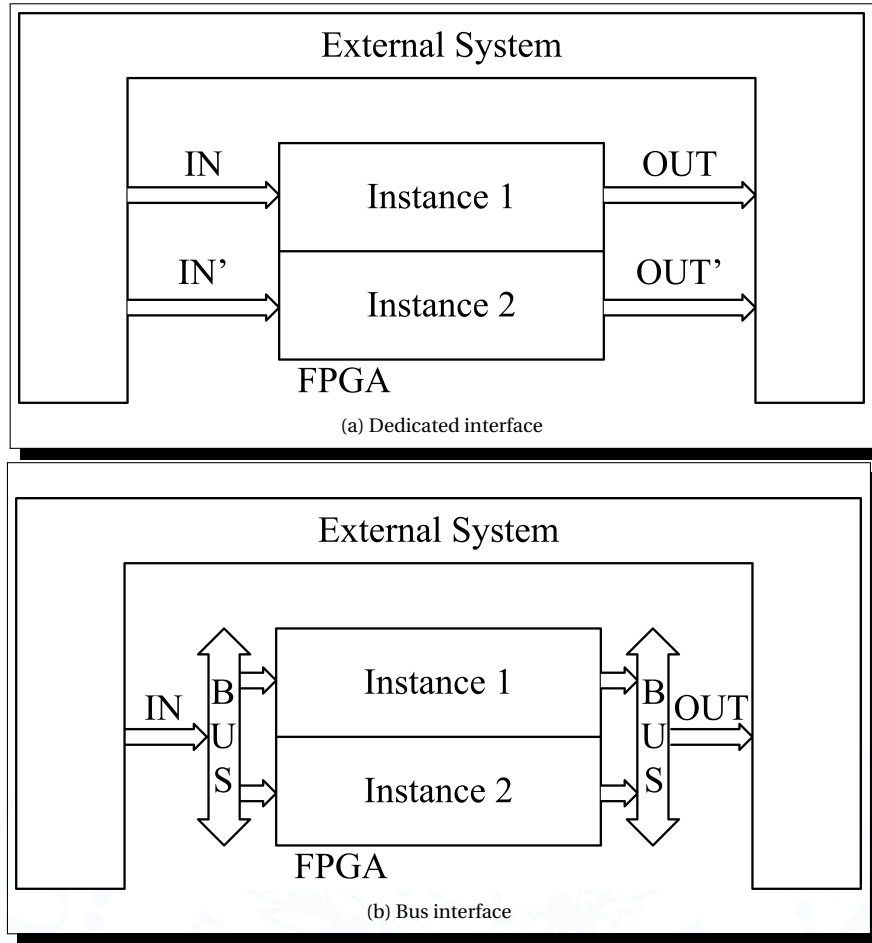 External System
IN
OUT
Instance 1
IN’
OUT’
Instance 2
FPGA
(a) Dedicated interface
External System
IN
B
U
S
Instance 1
Instance 2
B
U
S
OUT
FPGA
(b) Bus interface